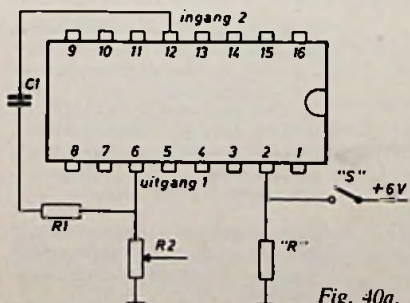 ingang 2
9 10 11 12 13 14 15 16
C1
8 7 6 5 4 3 2 1
uitgang 1
"S"
+6V
R1
R2
"R"
Fig. 40a.